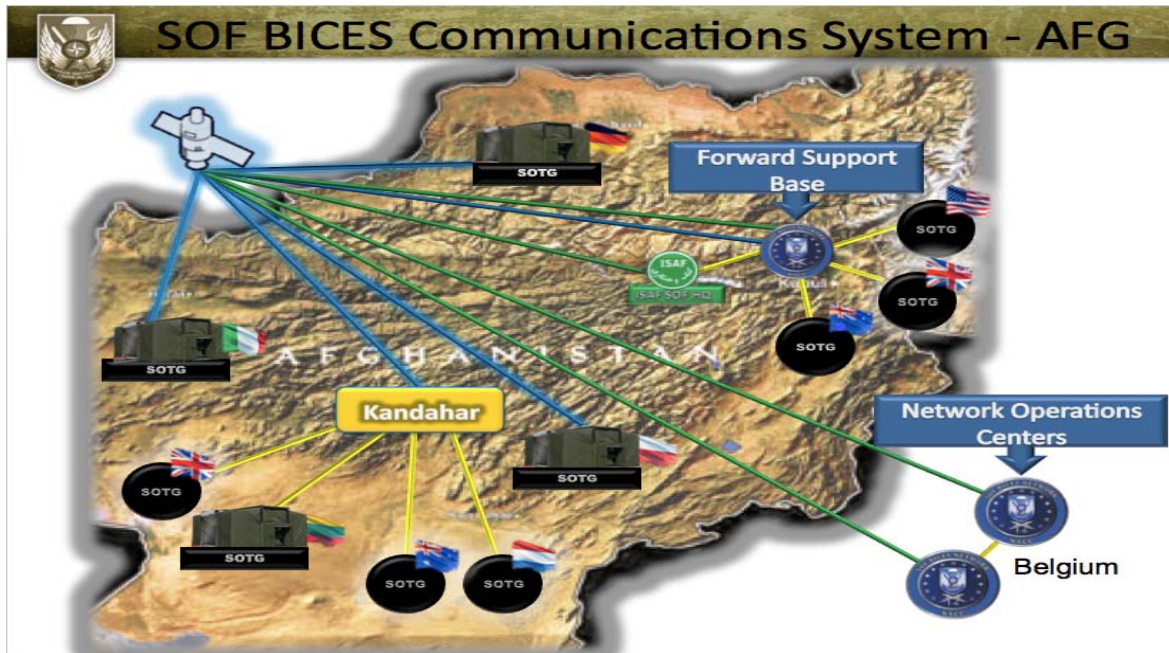 SOF BICES Communications System - AFG
SOTG
Forward Support
Base
SOTG
ISAF
ISAF SOF HQ
SOTG
SOTG
SOTG
AFGHANISTAN
Kandahar
Network Operations
Centers
SOTG
SOTG
SOTG
SOTG
SOTG
Belgium